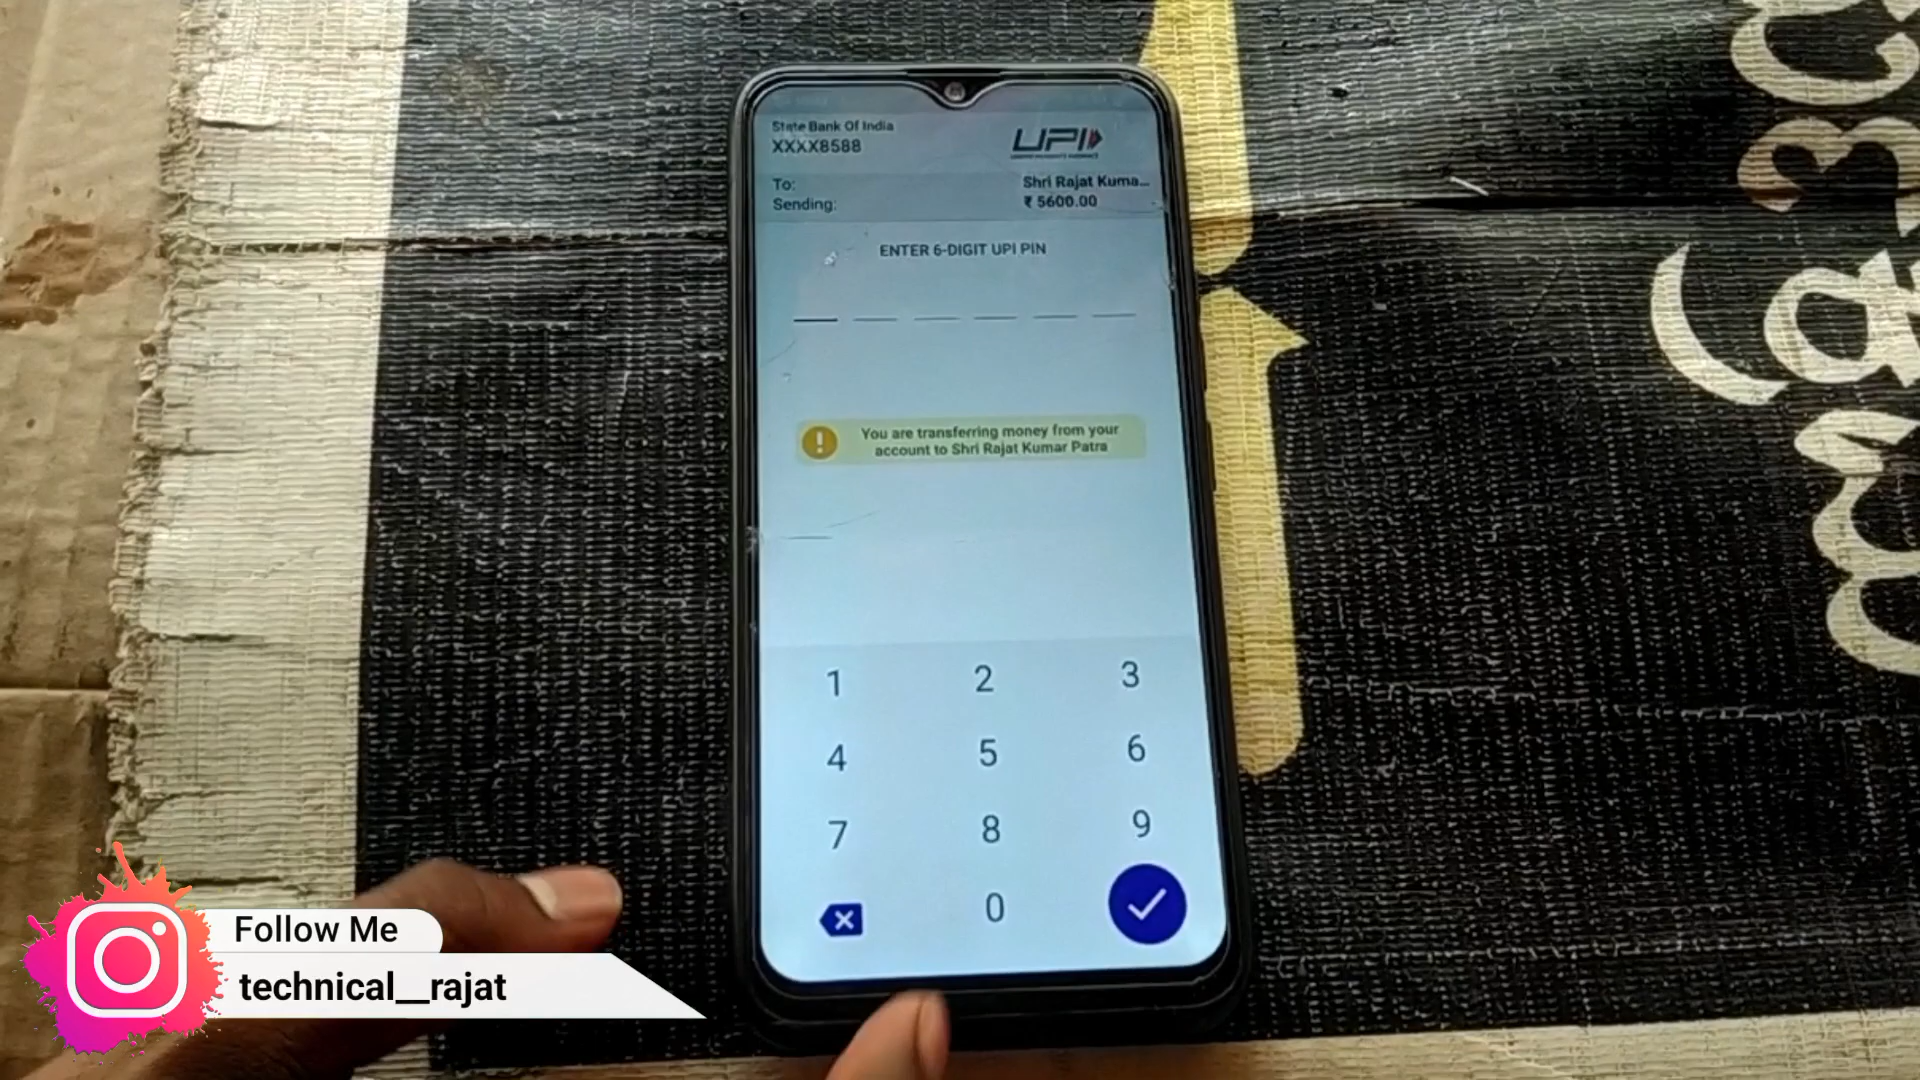 State Bank Of India
XXXX8588
UPI
To: Shri Rajat Kuma...
Sending: ₹ 5600.00
ENTER 6-DIGIT UPI PIN
You are transferring money from your
account to Shri Rajat Kumar Patra
1 2 3
4 5 6
7 8 9
0
Follow Me
technical__rajat